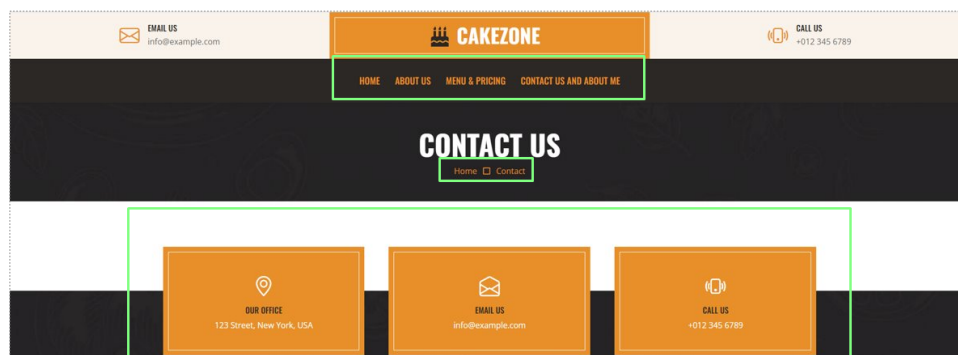 EMAIL US
info@example.com
CAKEZONE
CALL US
+012 345 6789
HOME ABOUT US MENU & PRICING CONTACT US AND ABOUT ME
CONTACT US
Home Contact
OUR OFFICE
123 Street, New York, USA
EMAIL US
info@example.com
CALL US
+012 345 6789